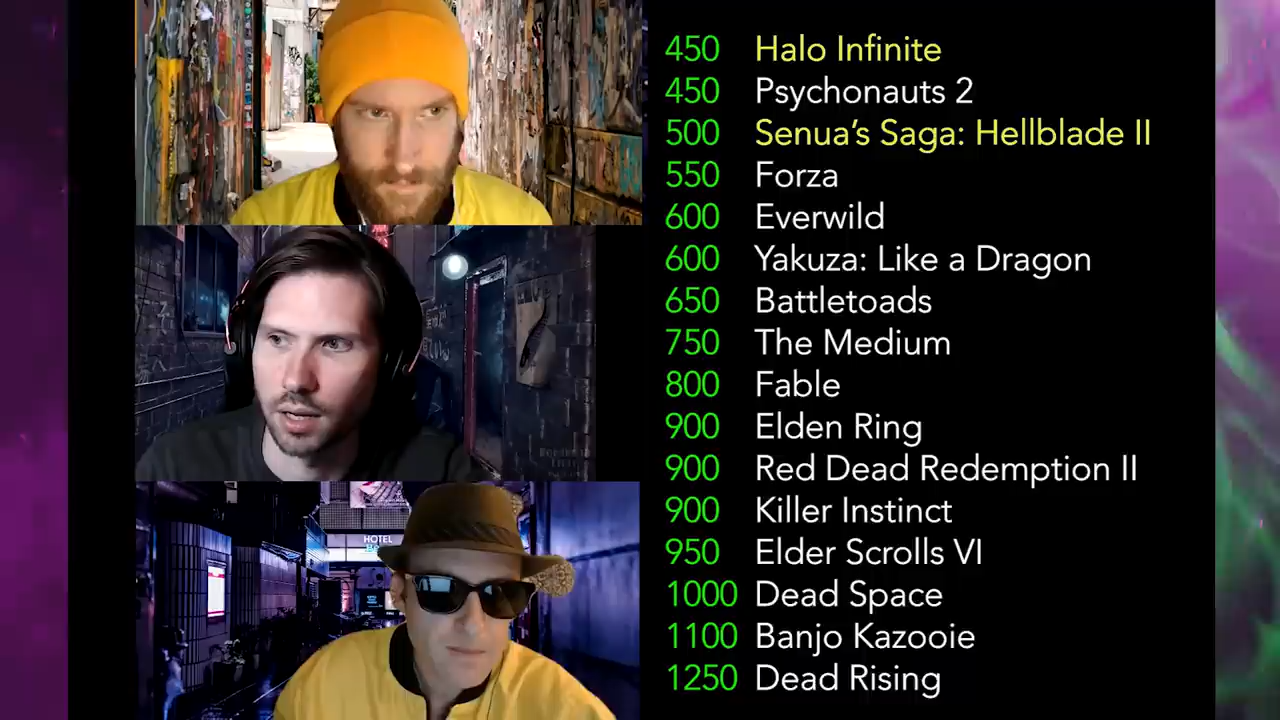 450 Halo Infinite
450 Psychonauts 2
500 Senua's Saga: Hellblade II
550 Forza
600 Everwild
600 Yakuza: Like a Dragon
650 Battletoads
750 The Medium
800 Fable
900 Elden Ring
900 Red Dead Redemption II
900 Killer Instinct
950 Elder Scrolls VI
1000 Dead Space
1100 Banjo Kazooie
1250 Dead Rising
HOTEL